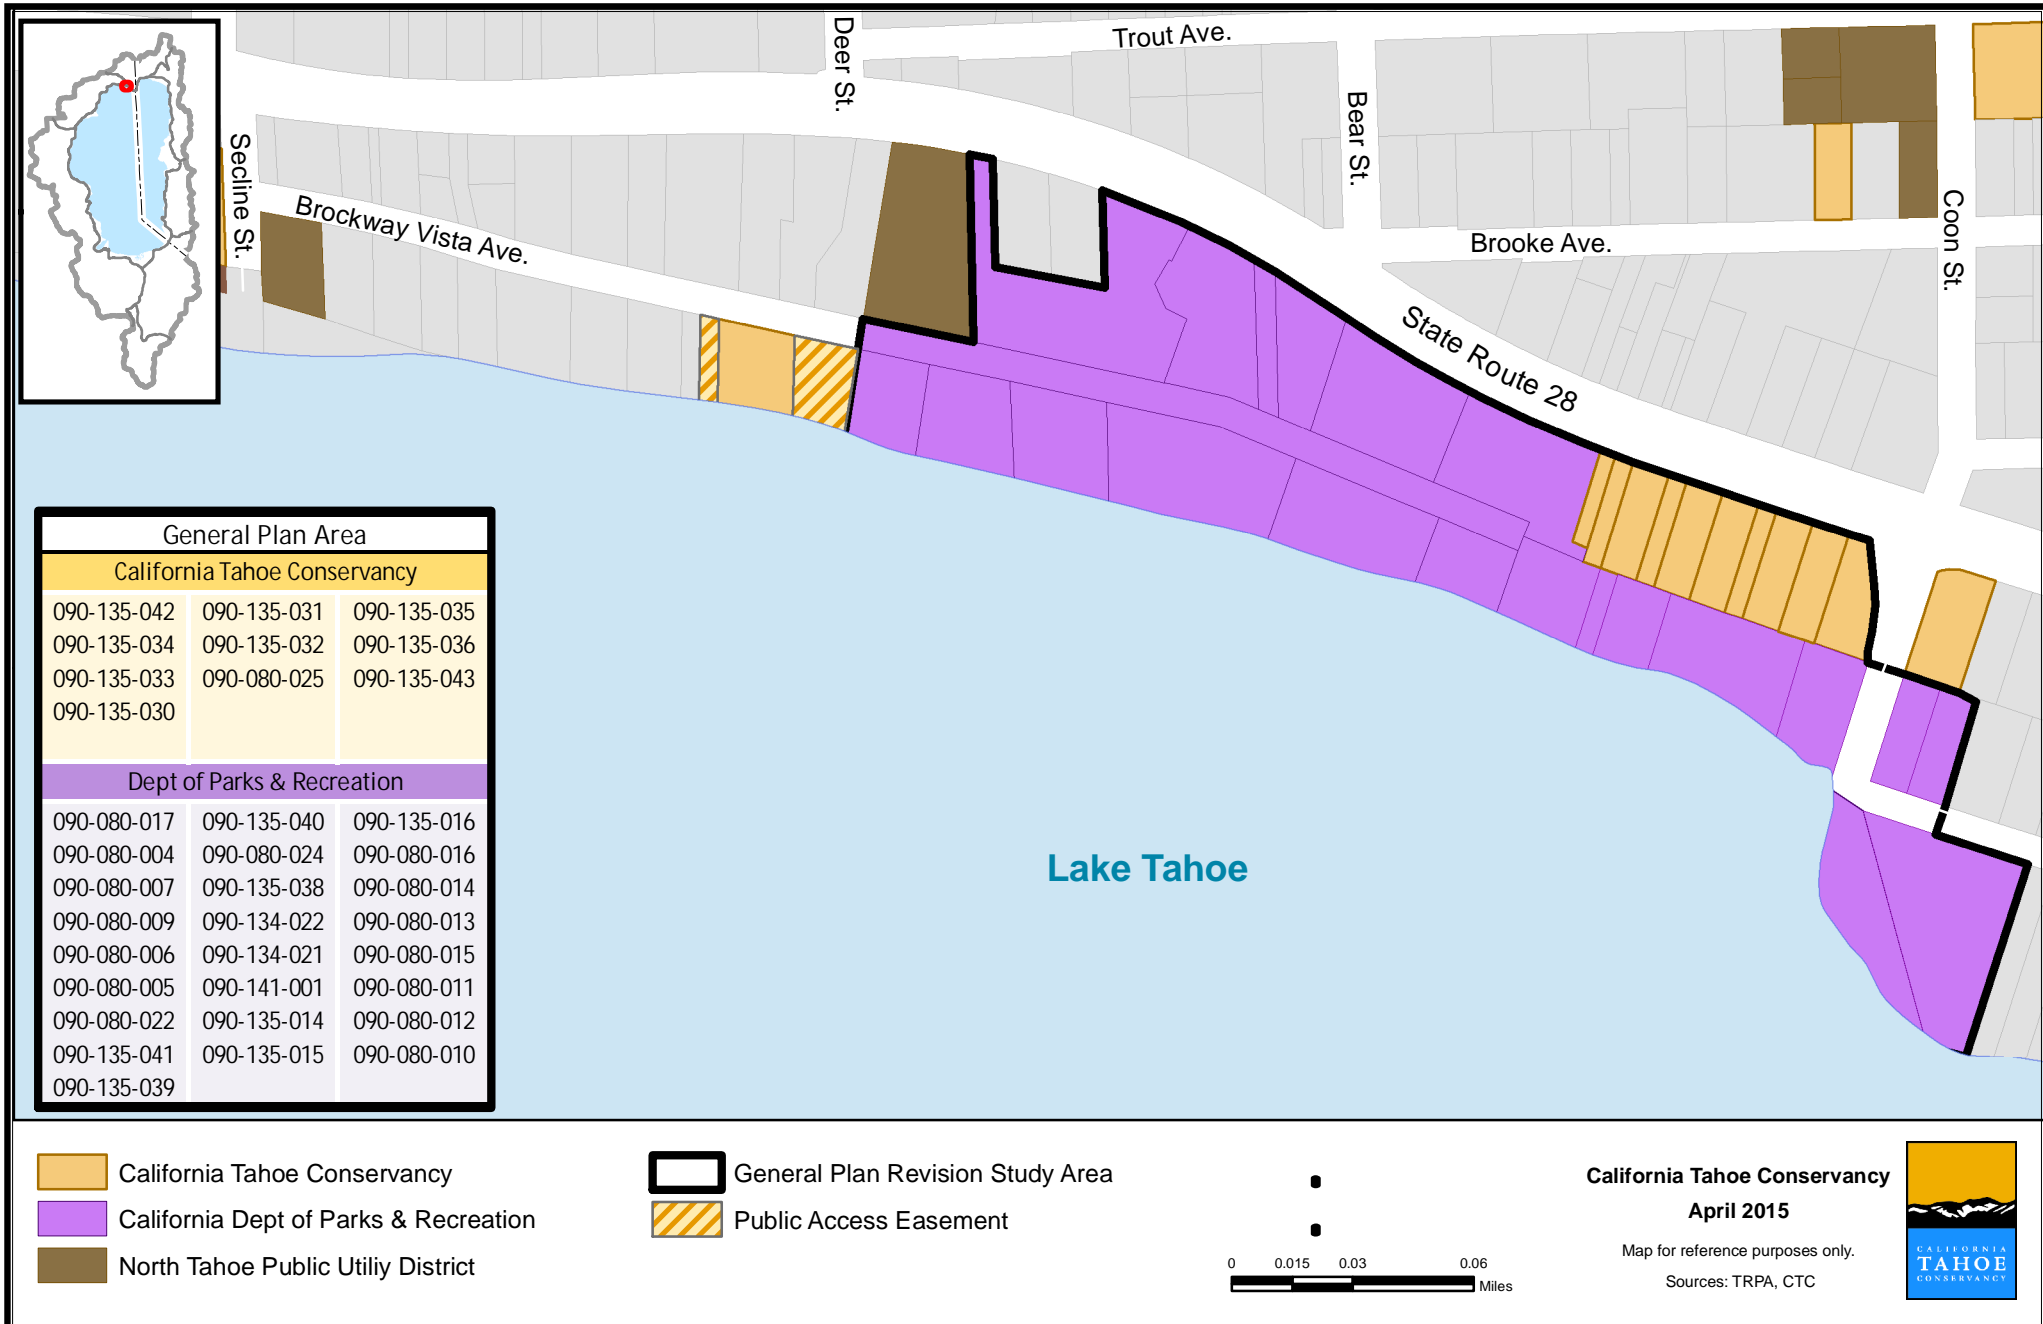 Deer St.
Trout Ave.
Bear St.
Secline St.
Brockway Vista Ave.
Brooke Ave.
Coon St.
State Route 28
General Plan Area
California Tahoe Conservancy
090-135-042 090-135-031 090-135-035
090-135-034 090-135-032 090-135-036
090-135-033 090-080-025 090-135-043
090-135-030
Dept of Parks & Recreation
090-080-017 090-135-040 090-135-016
090-080-004 090-080-024 090-080-016
090-080-007 090-135-038 090-080-014
090-080-009 090-134-022 090-080-013
090-080-006 090-134-021 090-080-015
090-080-005 090-141-001 090-080-011
090-080-022 090-135-014 090-080-012
090-135-041 090-135-015 090-080-010
090-135-039
Lake Tahoe
California Tahoe Conservancy
California Dept of Parks & Recreation
North Tahoe Public Utiliy District
General Plan Revision Study Area
Public Access Easement
0 0.015 0.03 0.06
Miles
California Tahoe Conservancy
April 2015
Map for reference purposes only.
Sources: TRPA, CTC
CALIFORNIA
TAHOE
CONSERVANCY